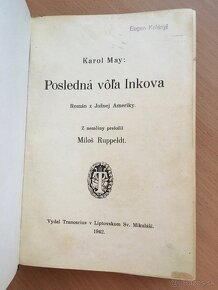 Eugen Kolényi
Karol May:
Posledná vôľa Inkova
Román z Južnej Ameriky.
Z nemčiny preložil
Miloš Ruppeldt.
Vydal Tranoscius v Liptovskom Sv. Mikuláši.
1942.